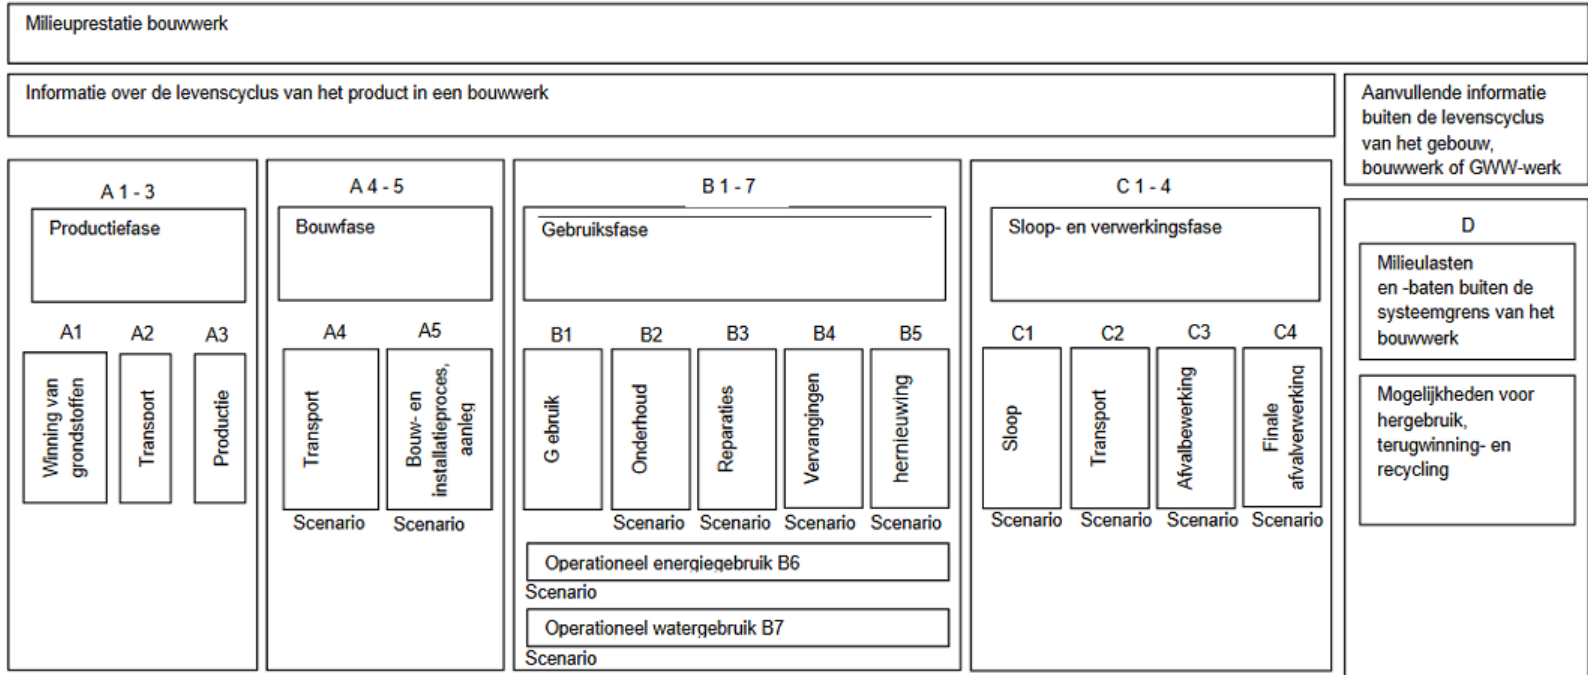 Milieuprestatie bouwwerk
Informatie over de levenscyclus van het product in een bouwwerk
Aanvullende informatie
buiten de levenscyclus
van het gebouw,
bouwwerk of GWW-werk
A 1 - 3
Productiefase
A1
A2
A3
Winning van
grondstoffen
Transport
Productie
A 4 - 5
Bouwfase
A4
A5
Transport
Bouw- en
installatieproces,
aanleg
Scenario
Scenario
B 1 - 7
Gebruiksfase
B1
B2
B3
B4
B5
G ebruik
Onderhoud
Reparaties
Vervangingen
hernieuwing
Scenario
Scenario
Scenario
Scenario
Operationeel energiegebruik B6
Scenario
Operationeel watergebruik B7
Scenario
C 1 - 4
Sloop- en verwerkingsfase
C1
C2
C3
C4
Sloop
Transport
Afvalbewerking
Finale
afvalverwerking
Scenario
Scenario
Scenario
Scenario
D
Milieulasten
en -baten buiten de
systeemgrens van het
bouwwerk
Mogelijkheden voor
hergebruik,
terugwinning- en
recycling